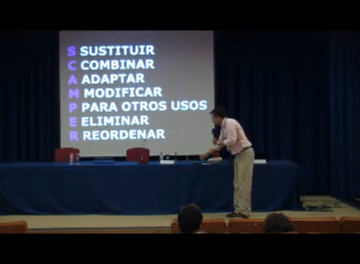 S SUSTITUIR
C COMBINAR
A ADAPTAR
M MODIFICAR
P PARA OTROS USOS
E ELIMINAR
R REORDENAR